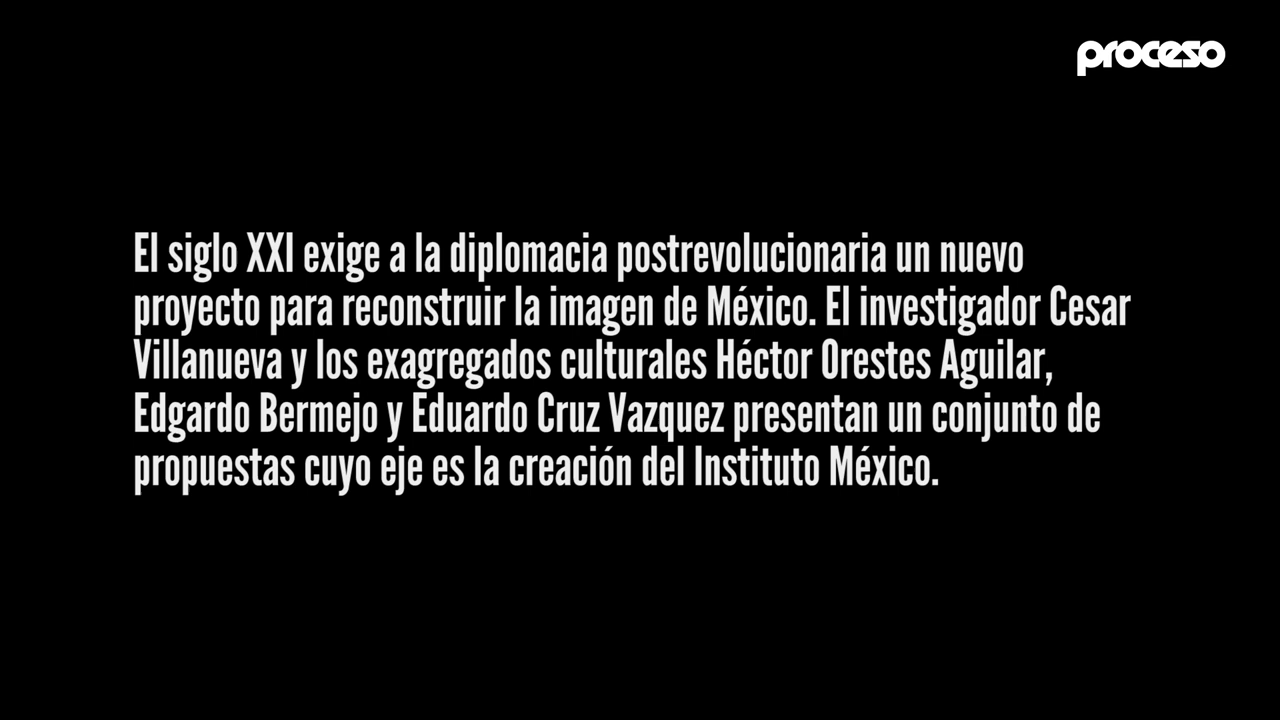 proceso
El siglo XXI exige a la diplomacia postrevolucionaria un nuevo
proyecto para reconstruir la imagen de México. El investigador Cesar
Villanueva y los exagregados culturales Héctor Orestes Aguilar,
Edgardo Bermejo y Eduardo Cruz Vazquez presentan un conjunto de
propuestas cuyo eje es la creación del Instituto México.